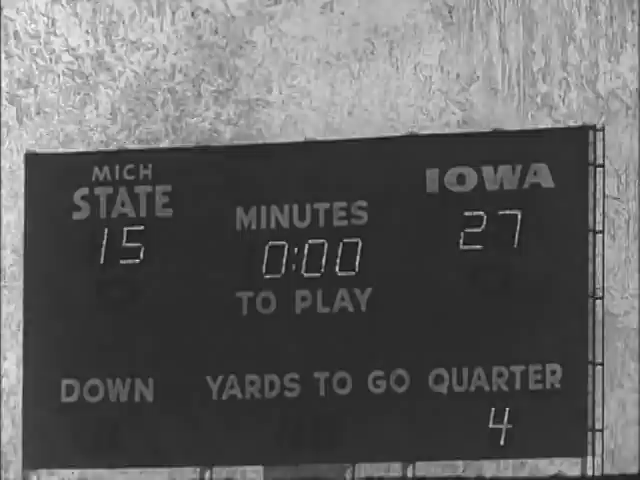 MICH
STATE
15
IOWA
27
MINUTES
0:00
TO PLAY
DOWN
YARDS TO GO
QUARTER
4